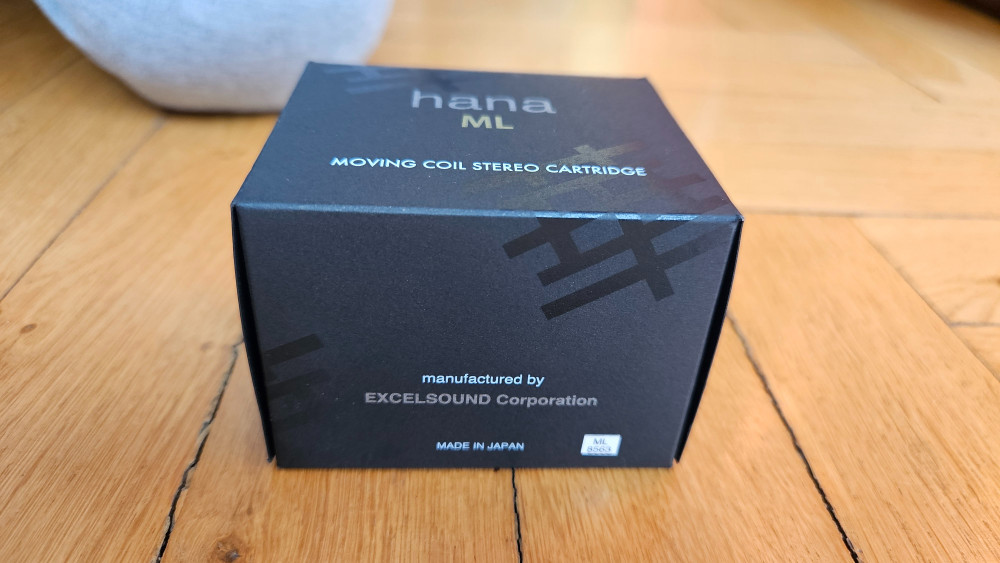 hana
ML
MOVING COIL STEREO CARTRIDGE
manufactured by
EXCELSOUND Corporation
MADE IN JAPAN
ML
8563